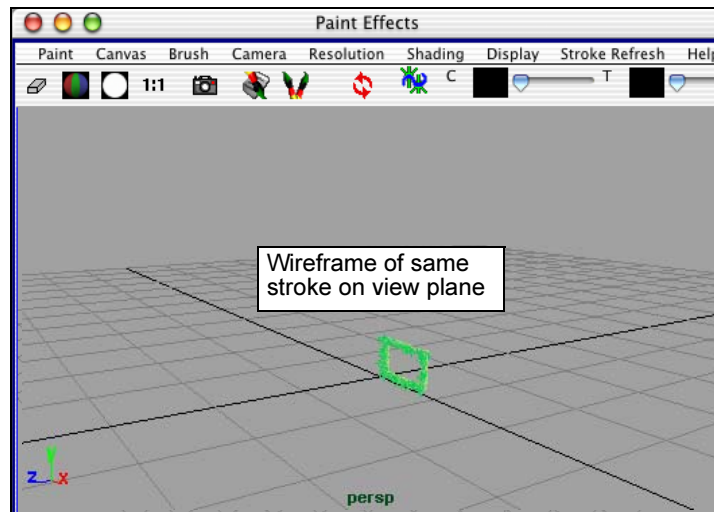 Paint Effects
Paint Canvas Brush Camera Resolution Shading Display Stroke Refresh Help
1:1 C T
Wireframe of same
stroke on view plane
y
z x
persp